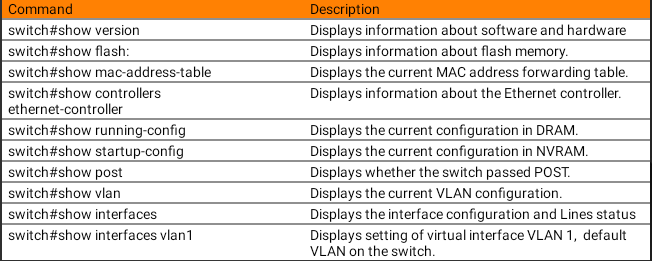 Command Description
switch#show version Displays information about software and hardware
switch#show flash: Displays information about flash memory.
switch#show mac-address-table Displays the current MAC address forwarding table.
switch#show controllers Displays information about the Ethernet controller.
ethernet-controller
switch#show running-config Displays the current configuration in DRAM.
switch#show startup-config Displays the current configuration in NVRAM.
switch#show post Displays whether the switch passed POST.
switch#show vlan Displays the current VLAN configuration.
switch#show interfaces Displays the interface configuration and Lines status
switch#show interfaces vlan1 Displays setting of virtual interface VLAN 1, default
VLAN on the switch.